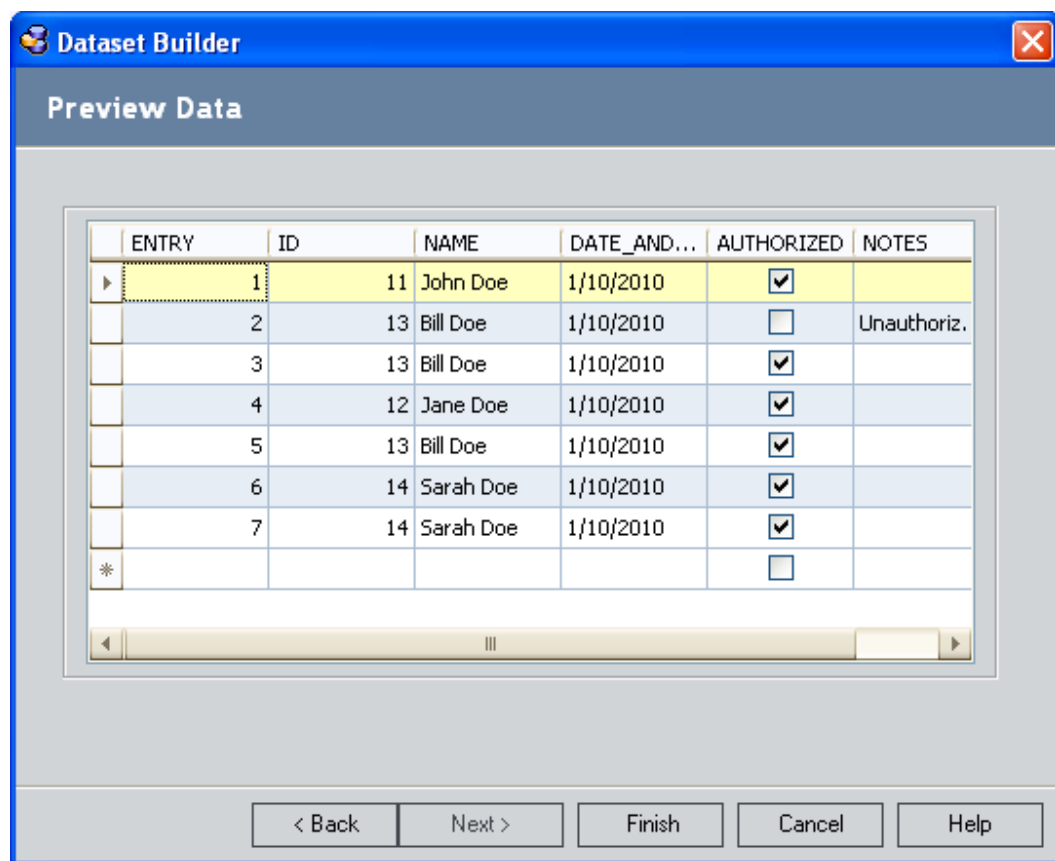 Dataset Builder
Preview Data
ENTRY ID NAME DATE_AND... AUTHORIZED NOTES
1 11 John Doe 1/10/2010
2 13 Bill Doe 1/10/2010 Unauthoriz.
3 13 Bill Doe 1/10/2010
4 12 Jane Doe 1/10/2010
5 13 Bill Doe 1/10/2010
6 14 Sarah Doe 1/10/2010
7 14 Sarah Doe 1/10/2010
< Back Next > Finish Cancel Help